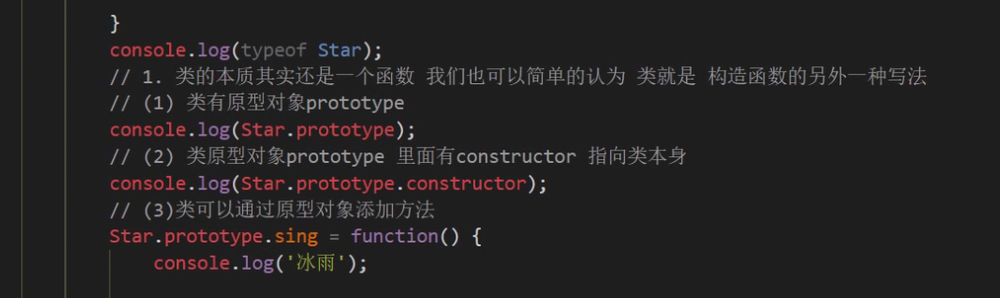 }
console.log(typeof Star);
// 1. 类的本质其实还是一个函数 我们也可以简单的认为 类就是 构造函数的另外一种写法
// (1) 类有原型对象prototype
console.log(Star.prototype);
// (2) 类原型对象prototype 里面有constructor 指向类本身
console.log(Star.prototype.constructor);
// (3)类可以通过原型对象添加方法
Star.prototype.sing = function() {
console.log('冰雨');